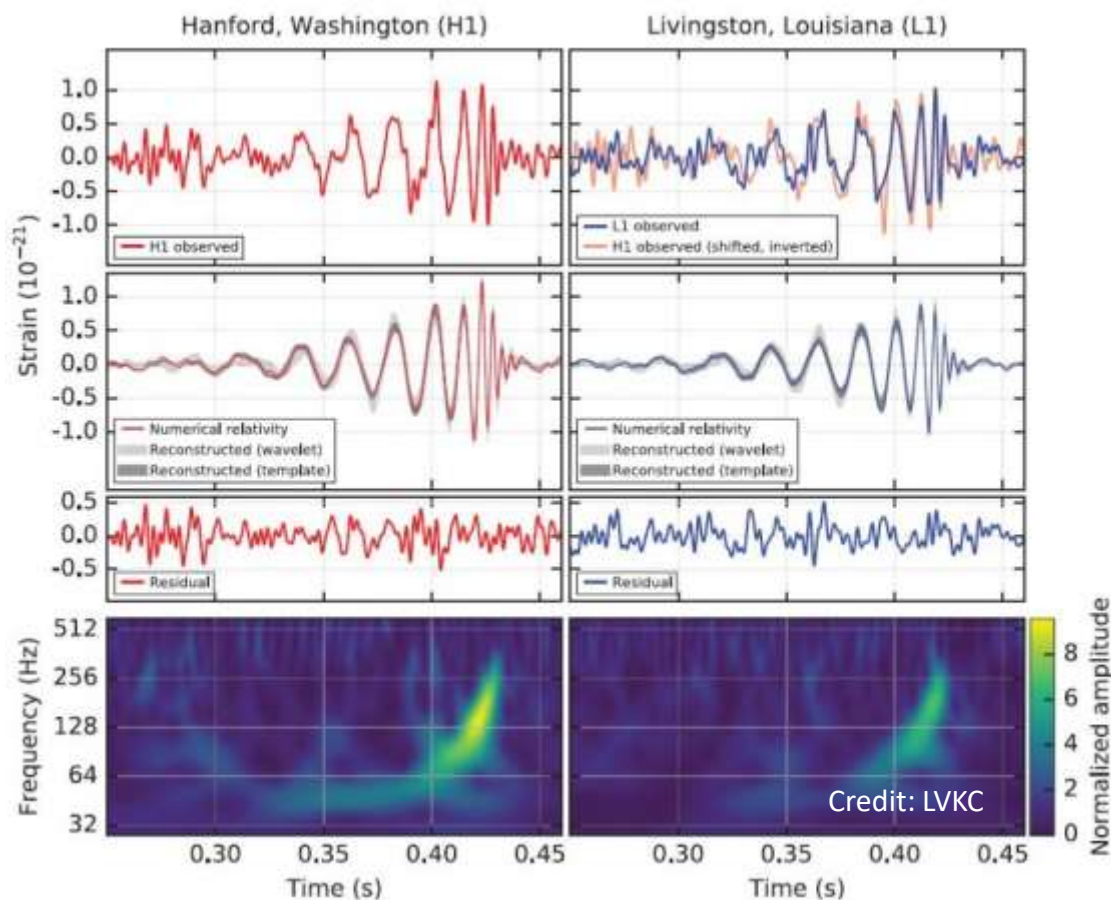 Hanford, Washington (H1)
Livingston, Louisiana (L1)
Strain (10⁻²¹)
1.0
0.5
0.0
-0.5
-1.0
H1 observed
L1 observed
H1 observed (shifted, inverted)
1.0
0.5
0.0
-0.5
-1.0
Numerical relativity
Reconstructed (wavelet)
Reconstructed (template)
Numerical relativity
Reconstructed (wavelet)
Reconstructed (template)
0.5
0.0
-0.5
Residual
Residual
Frequency (Hz)
512
256
128
64
32
Credit: LVKC
Normalized amplitude
8
6
4
2
0
0.30 0.35 0.40 0.45
0.30 0.35 0.40 0.45
Time (s)
Time (s)